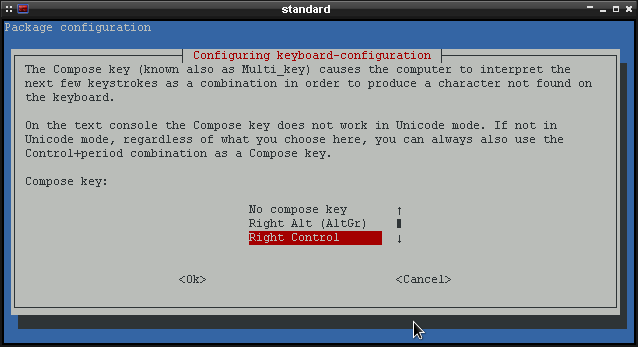 standard
Package configuration
Configuring keyboard-configuration
The Compose key (known also as Multi_key) causes the computer to interpret the
next few keystrokes as a combination in order to produce a character not found on
the keyboard.
On the text console the Compose key does not work in Unicode mode. If not in
Unicode mode, regardless of what you choose here, you can always also use the
Control+period combination as a Compose key.
Compose key:
No compose key ↑
Right Alt (AltGr)
Right Control ↓
<Ok> <Cancel>